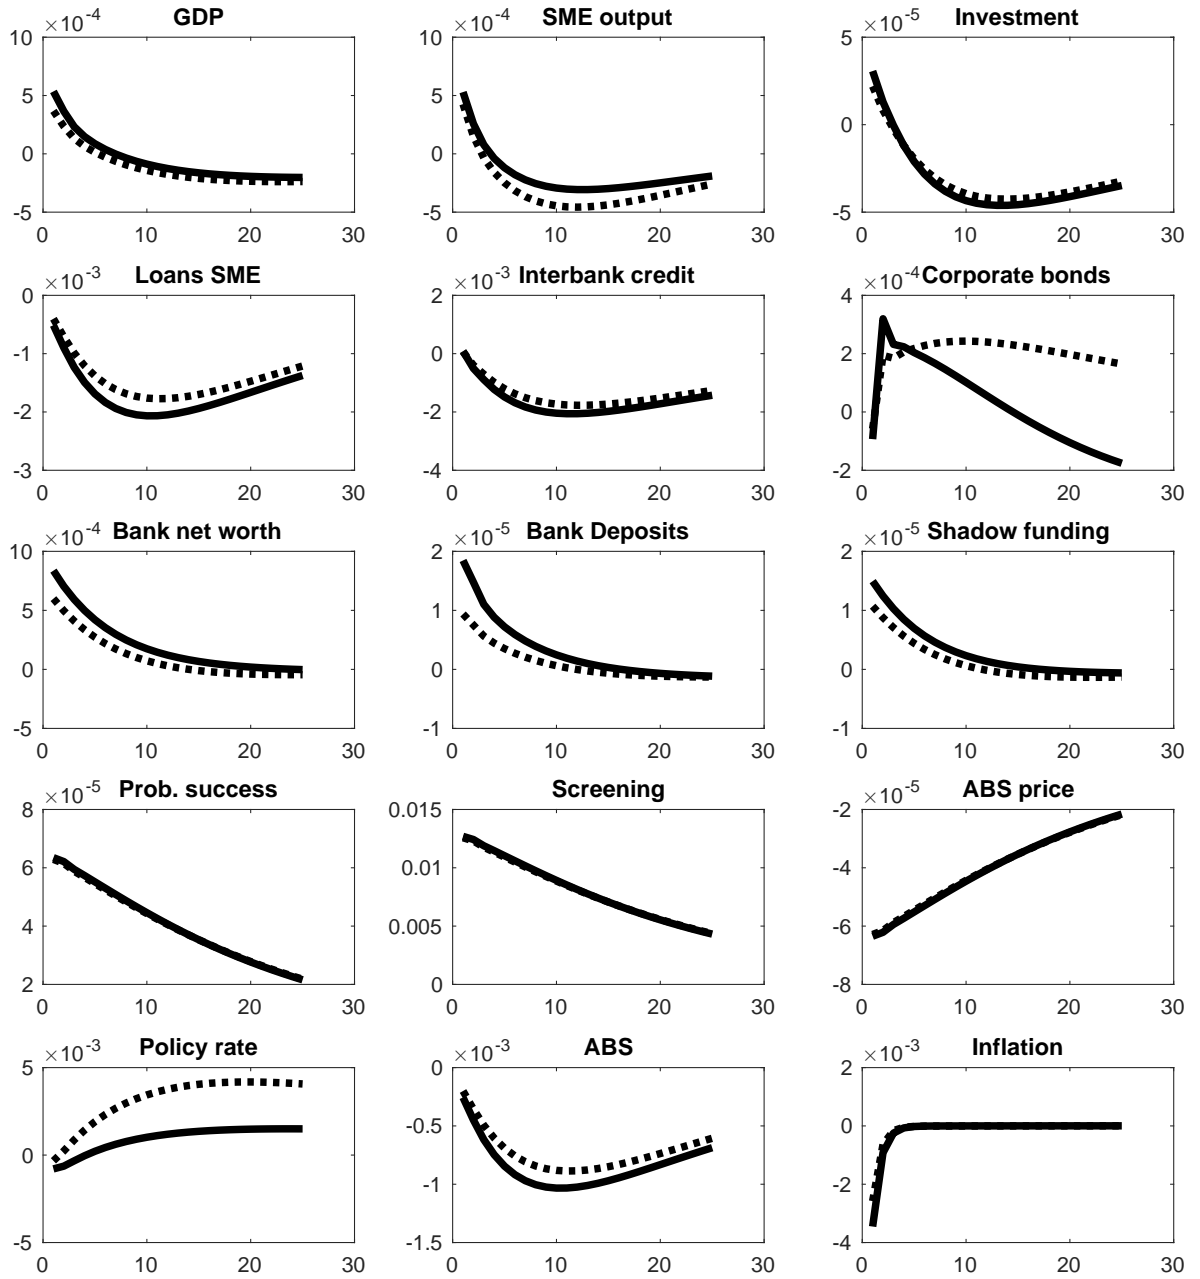 GDP
×10^-4
10
5
0
-5
0 10 20 30
SME output
×10^-4
10
5
0
-5
0 10 20 30
Investment
×10^-5
5
0
-5
0 10 20 30
Loans SME
×10^-3
0
-1
-2
-3
0 10 20 30
Interbank credit
×10^-3
2
0
-2
-4
0 10 20 30
Corporate bonds
×10^-4
4
2
0
-2
0 10 20 30
Bank net worth
×10^-4
10
5
0
-5
0 10 20 30
Bank Deposits
×10^-5
2
1
0
-1
0 10 20 30
Shadow funding
×10^-5
2
1
0
-1
0 10 20 30
Prob. success
×10^-5
8
6
4
2
0 10 20 30
Screening
0.015
0.01
0.005
0
0 10 20 30
ABS price
×10^-5
-2
-4
-6
-8
0 10 20 30
Policy rate
×10^-3
5
0
-5
0 10 20 30
ABS
×10^-3
0
-0.5
-1
-1.5
0 10 20 30
Inflation
×10^-3
2
0
-2
-4
0 10 20 30